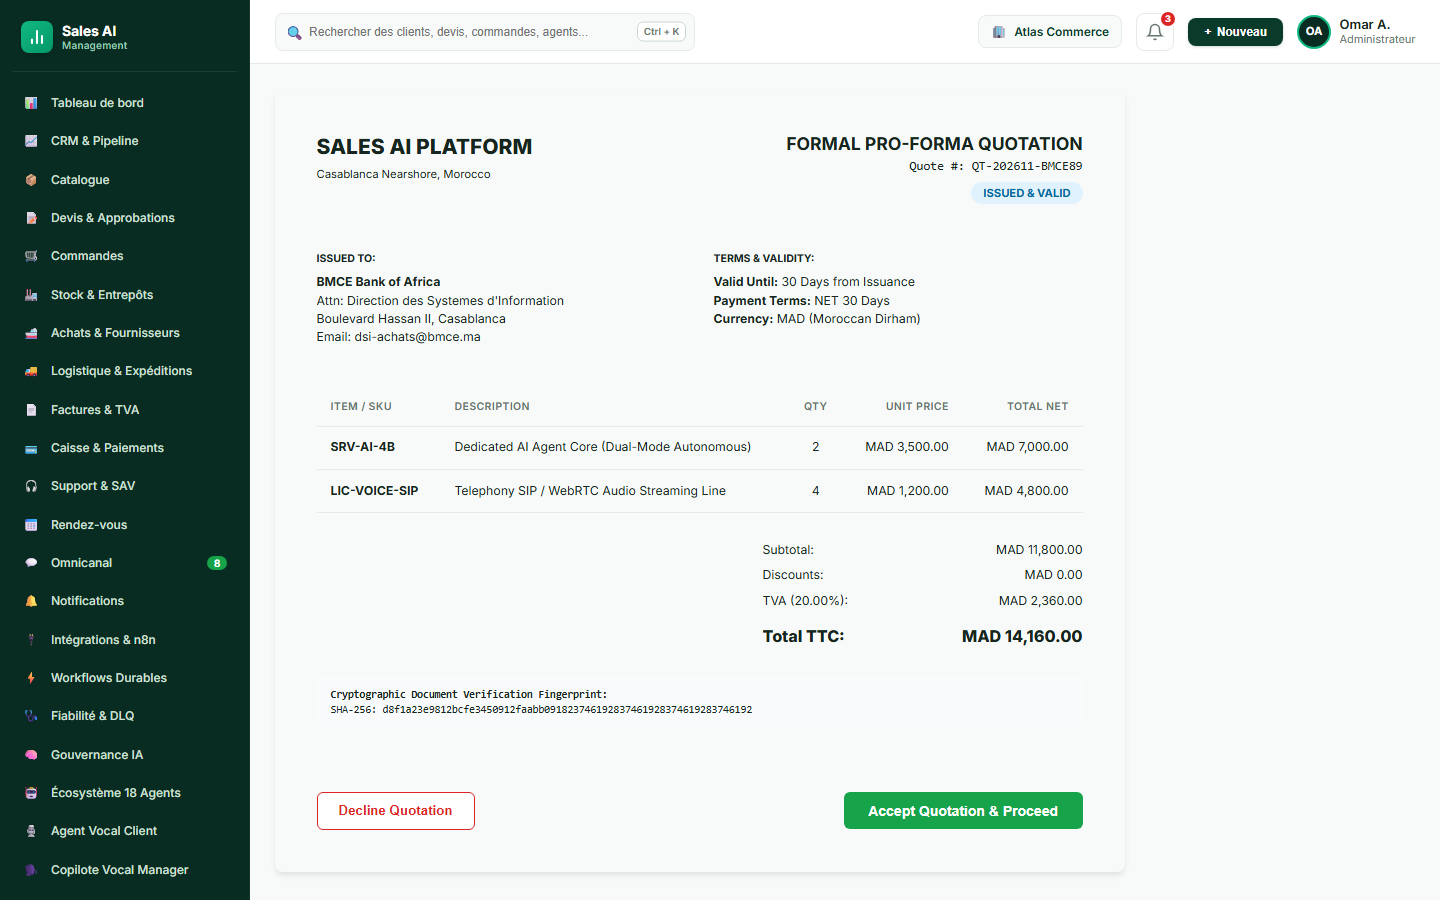 Sales AI
Management
Tableau de bord
CRM & Pipeline
Catalogue
Devis & Approbations
Commandes
Stock & Entrepôts
Achats & Fournisseurs
Logistique & Expéditions
Factures & TVA
Caisse & Paiements
Support & SAV
Rendez-vous
Omnicanal 8
Notifications
Intégrations & n8n
Workflows Durables
Fiabilité & DLQ
Gouvernance IA
Écosystème 18 Agents
Agent Vocal Client
Copilote Vocal Manager
Rechercher des clients, devis, commandes, agents... Ctrl + K
Atlas Commerce
3
+ Nouveau
OA
Omar A.
Administrateur
SALES AI PLATFORM
Casablanca Nearshore, Morocco
FORMAL PRO-FORMA QUOTATION
Quote #: QT-202611-BMCE89
ISSUED & VALID
ISSUED TO:
BMCE Bank of Africa
Attn: Direction des Systemes d'Information
Boulevard Hassan II, Casablanca
Email: dsi-achats@bmce.ma
TERMS & VALIDITY:
Valid Until: 30 Days from Issuance
Payment Terms: NET 30 Days
Currency: MAD (Moroccan Dirham)
ITEM / SKU DESCRIPTION QTY UNIT PRICE TOTAL NET
SRV-AI-4B Dedicated AI Agent Core (Dual-Mode Autonomous) 2 MAD 3,500.00 MAD 7,000.00
LIC-VOICE-SIP Telephony SIP / WebRTC Audio Streaming Line 4 MAD 1,200.00 MAD 4,800.00
Subtotal: MAD 11,800.00
Discounts: MAD 0.00
TVA (20.00%): MAD 2,360.00
Total TTC: MAD 14,160.00
Cryptographic Document Verification Fingerprint:
SHA-256: d8f1a23e9812bcfe3450912faabb0918237461928374619283746192837461​92
Decline Quotation
Accept Quotation & Proceed